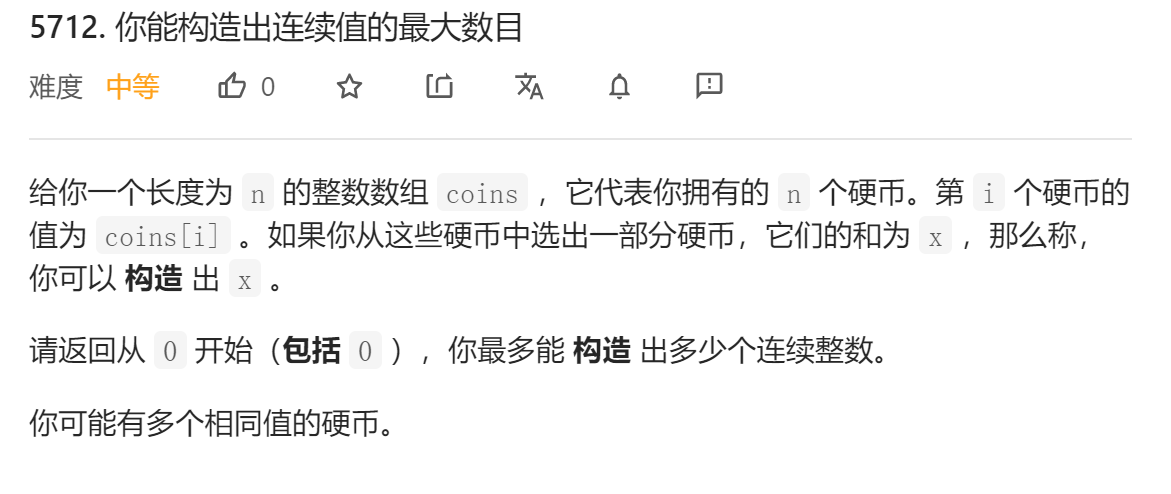 5712. 你能构造出连续值的最大数目
难度 中等 0 文A
给你一个长度为 n 的整数数组 coins ，它代表你拥有的 n 个硬币。第 i 个硬币的
值为 coins[i] 。如果你从这些硬币中选出一部分硬币，它们的和为 x ，那么称，
你可以 构造 出 x 。
请返回从 0 开始（包括 0 ），你最多能 构造 出多少个连续整数。
你可能有多个相同值的硬币。